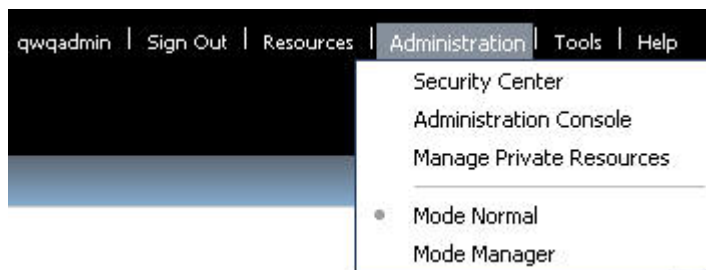 qwqadmin | Sign Out | Resources | Administration | Tools | Help
Security Center
Administration Console
Manage Private Resources
Mode Normal
Mode Manager